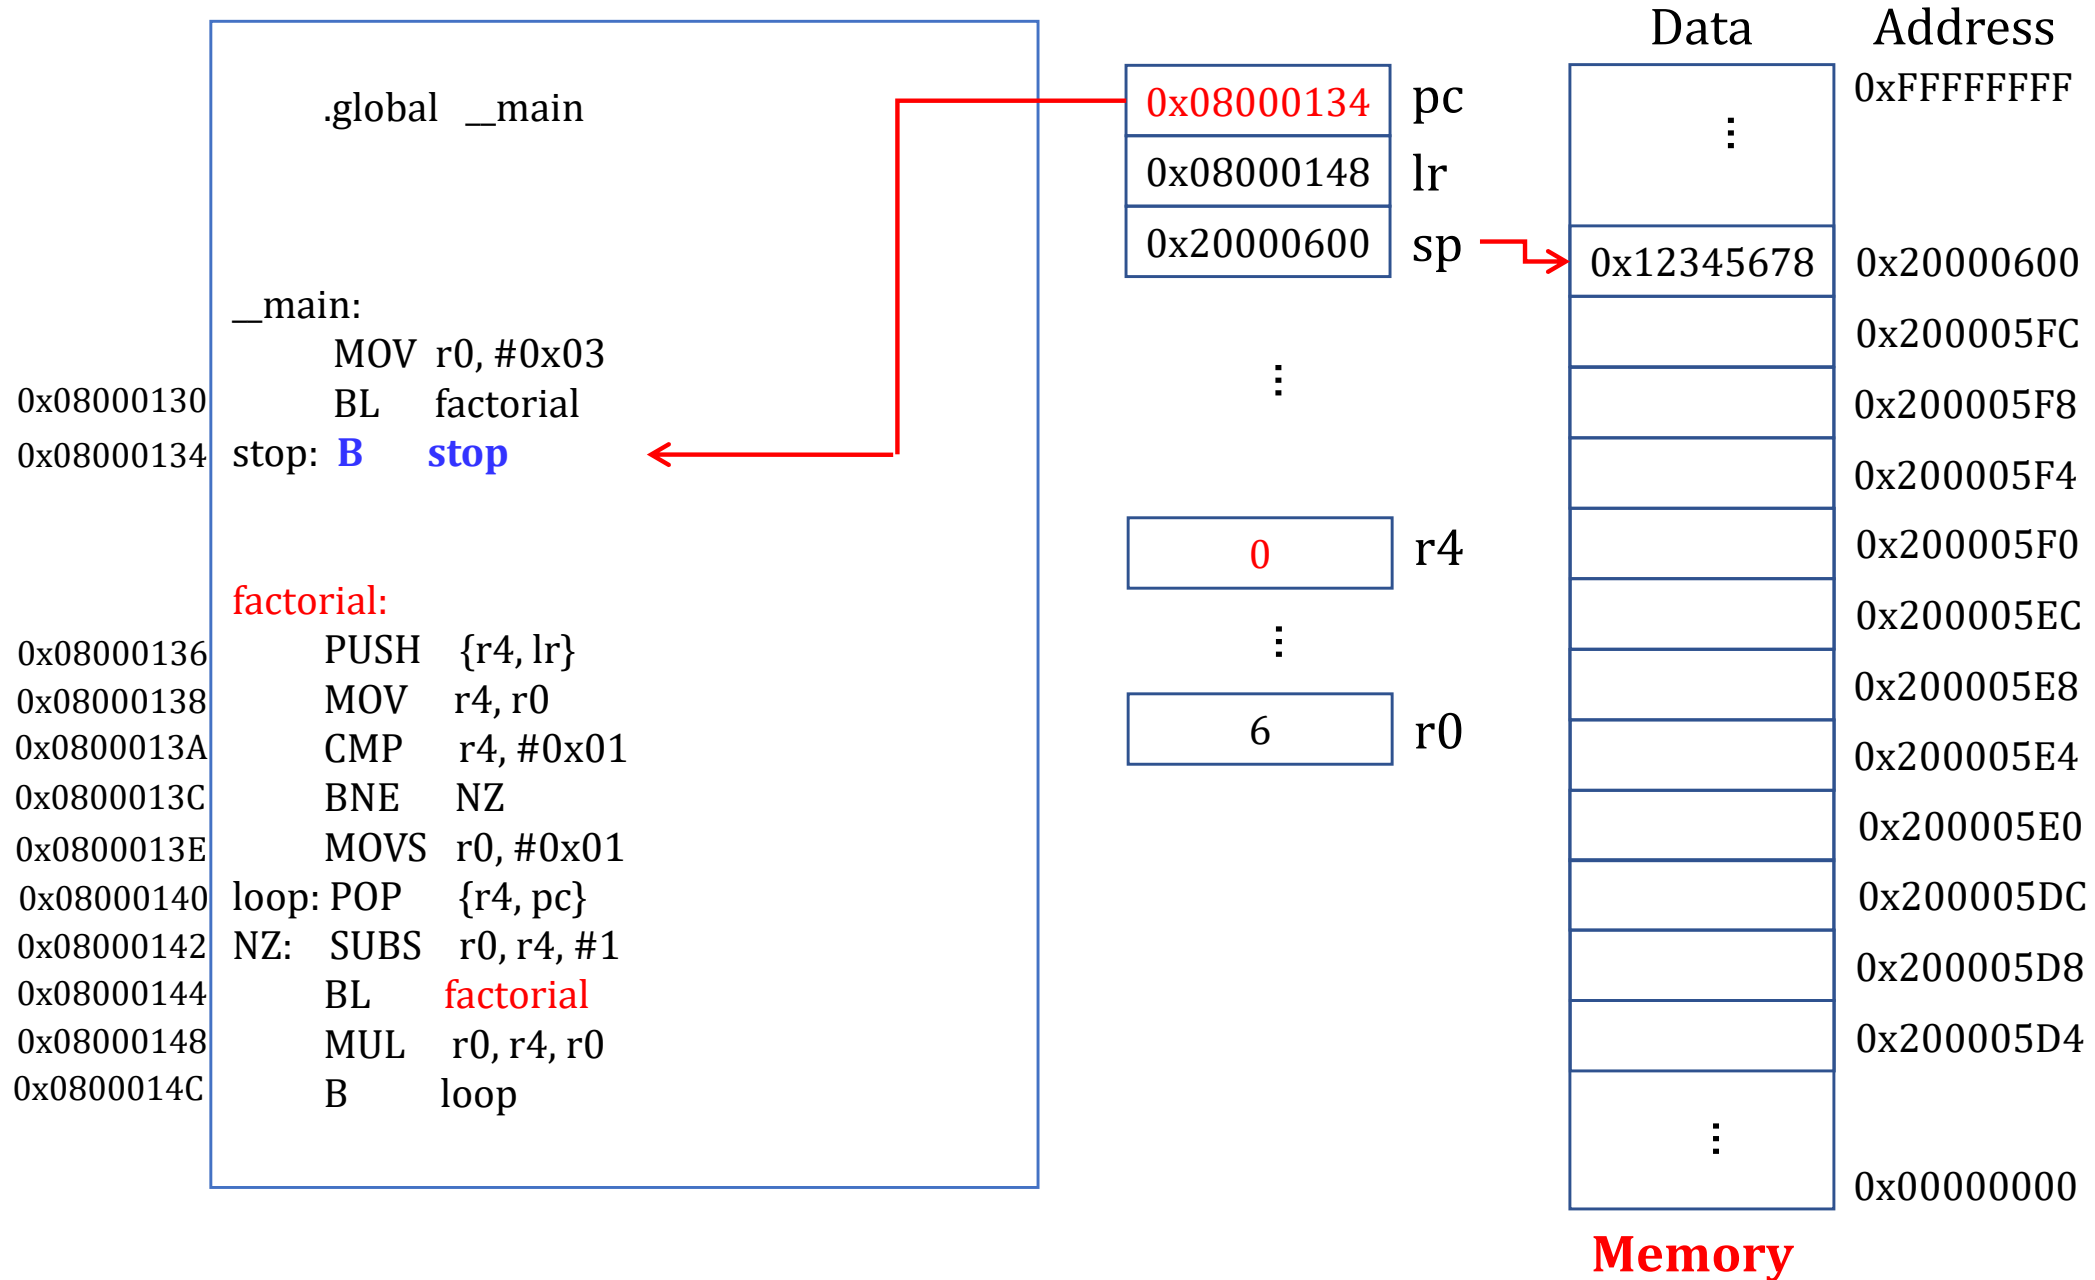 .global __main
__main:
MOV r0, #0x03
0x08000130 BL factorial
0x08000134 stop: B stop
factorial:
0x08000136 PUSH {r4, lr}
0x08000138 MOV r4, r0
0x0800013A CMP r4, #0x01
0x0800013C BNE NZ
0x0800013E MOVS r0, #0x01
0x08000140 loop: POP {r4, pc}
0x08000142 NZ: SUBS r0, r4, #1
0x08000144 BL factorial
0x08000148 MUL r0, r4, r0
0x0800014C B loop
0x08000134 pc
0x08000148 lr
0x20000600 sp
⋮
0 r4
⋮
6 r0
Data Address
0xFFFFFFFF
⋮
0x12345678 0x20000600
0x200005FC
0x200005F8
0x200005F4
0x200005F0
0x200005EC
0x200005E8
0x200005E4
0x200005E0
0x200005DC
0x200005D8
0x200005D4
⋮
0x00000000
Memory